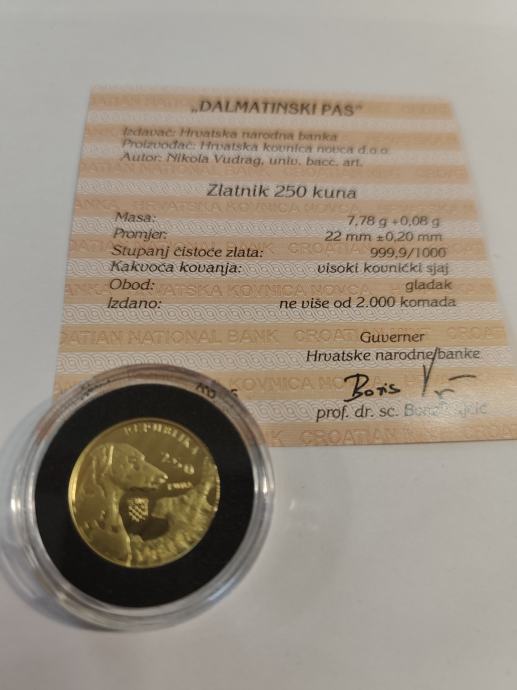 „DALMATINSKI PAS“
Izdavač: Hrvatska narodna banka
Proizvođač: Hrvatska kovnica novca d.o.o.
Autor: Nikola Vudrag, univ. bacc. art.
Zlatnik 250 kuna
Masa: 7,78 g +0,08 g
Promjer: 22 mm ±0,20 mm
Stupanj čistoće zlata: 999,9/1000
Kakvoća kovanja: visoki kovnički sjaj
Obod: gladak
Izdano: ne više od 2.000 komada
Guverner
Hrvatske narodne banke
Boris
prof. dr. sc.
REPUBLIKA
250